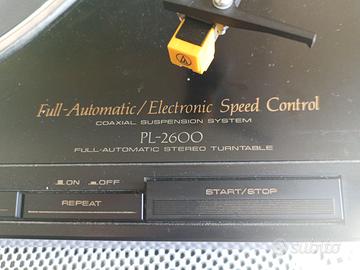 Full-Automatic/Electronic Speed Control
COAXIAL SUSPENSION SYSTEM
PL-2600
FULL-AUTOMATIC STEREO TURNTABLE
ON OFF
REPEAT
START/STOP
subito